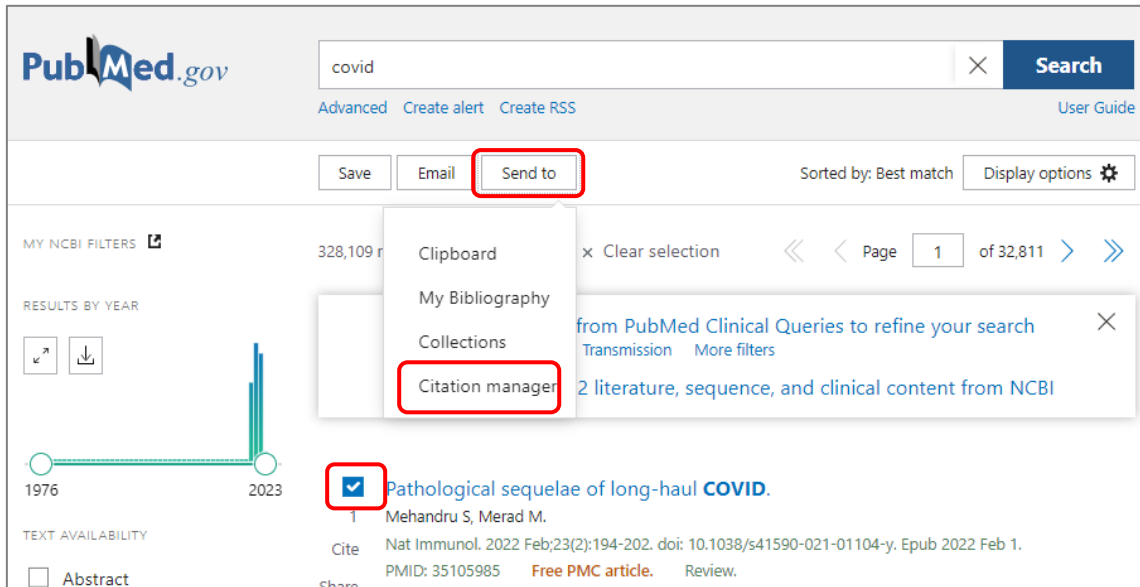 PubMed.gov
covid
Search
Advanced Create alert Create RSS
User Guide
Save Email Send to
Sorted by: Best match Display options
MY NCBI FILTERS
328,109 r
× Clear selection
Page 1 of 32,811
Clipboard
My Bibliography
Collections
Citation manager
RESULTS BY YEAR
from PubMed Clinical Queries to refine your search
Transmission More filters
2 literature, sequence, and clinical content from NCBI
1976 2023
Pathological sequelae of long-haul COVID.
1
Mehandru S, Merad M.
Cite
Nat Immunol. 2022 Feb;23(2):194-202. doi: 10.1038/s41590-021-01104-y. Epub 2022 Feb 1.
PMID: 35105985 Free PMC article. Review.
Share
TEXT AVAILABILITY
Abstract